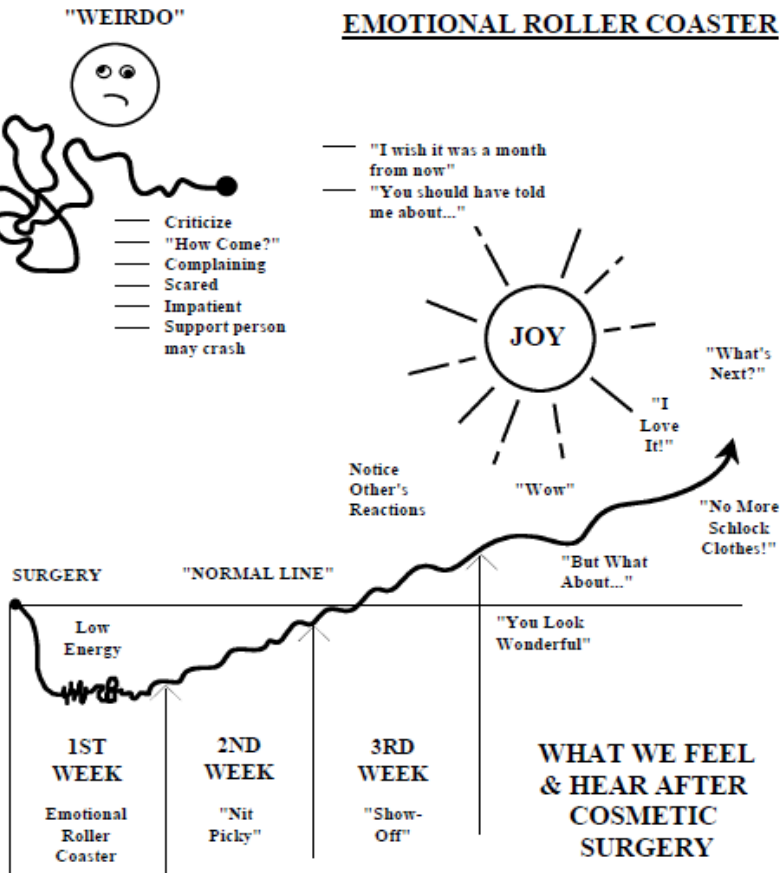 "WEIRDO"
EMOTIONAL ROLLER COASTER
"I wish it was a month
from now"
"You should have told
me about..."
Criticize
"How Come?"
Complaining
Scared
Impatient
Support person
may crash
JOY
"What's
Next?"
"I
Love
It!"
Notice
Other's
Reactions
"Wow"
"No More
Schlock
Clothes!"
"But What
About..."
SURGERY
"NORMAL LINE"
Low
Energy
"You Look
Wonderful"
1ST
WEEK
Emotional
Roller
Coaster
2ND
WEEK
"Nit
Picky"
3RD
WEEK
"Show-
Off"
WHAT WE FEEL
& HEAR AFTER
COSMETIC
SURGERY